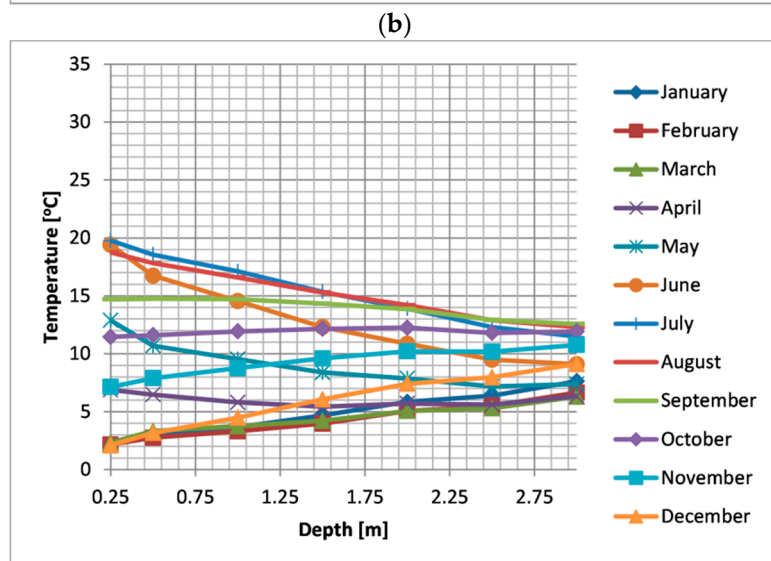 (b)
35
30
25
20
15
10
5
0
Temperature [ºC]
0.25 0.75 1.25 1.75 2.25 2.75
Depth [m]
January
February
March
April
May
June
July
August
September
October
November
December